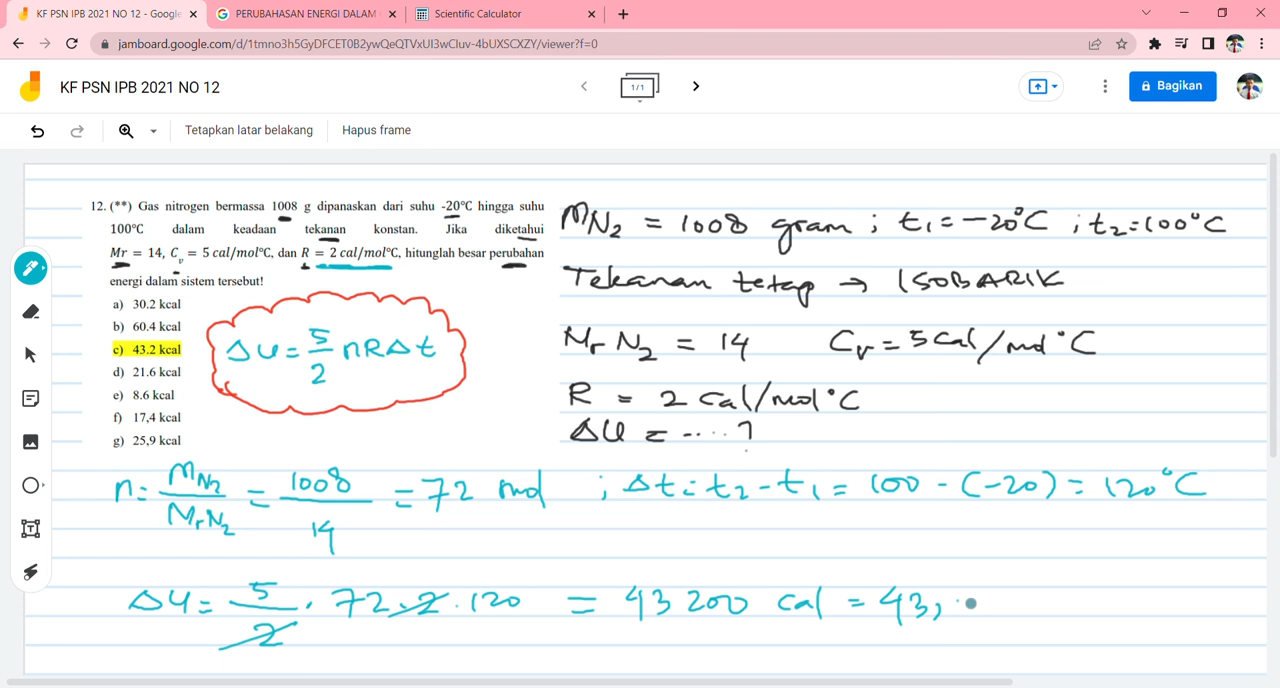 KF PSN IPB 2021 NO 12 - Google
PERUBAHASAN ENERGI DALAM
Scientific Calculator
jamboard.google.com/d/1tmno3h5GyDFCET0B2ywQeQTVxUI3wCluv-4bUXSCXZY/viewer?f=0
KF PSN IPB 2021 NO 12
1/1
Bagikan
Tetapkan latar belakang
Hapus frame
12. (**) Gas nitrogen bermassa 1008 g dipanaskan dari suhu -20°C hingga suhu
100°C dalam keadaan tekanan konstan. Jika diketahui
Mr = 14, Cv = 5 cal/mol°C, dan R = 2 cal/mol°C, hitunglah besar perubahan
energi dalam sistem tersebut!
a) 30.2 kcal
b) 60.4 kcal
c) 43.2 kcal
d) 21.6 kcal
e) 8.6 kcal
f) 17,4 kcal
g) 25,9 kcal
ΔU = 5/2 nRΔt
MN2 = 1008 gram ; t1 = -20°C ; t2 = 100°C
Tekanan tetap → ISOBARIK
Mr N2 = 14 Cv = 5 Cal/mol°C
R = 2 Cal/mol°C
ΔU = .... ?
n = MN2/MrN2 = 1008/14 = 72 mol ; Δt = t2 - t1 = 100 - (-20) = 120°C
ΔU = 5/2 . 72 . 2 . 120 = 43 200 cal = 43,